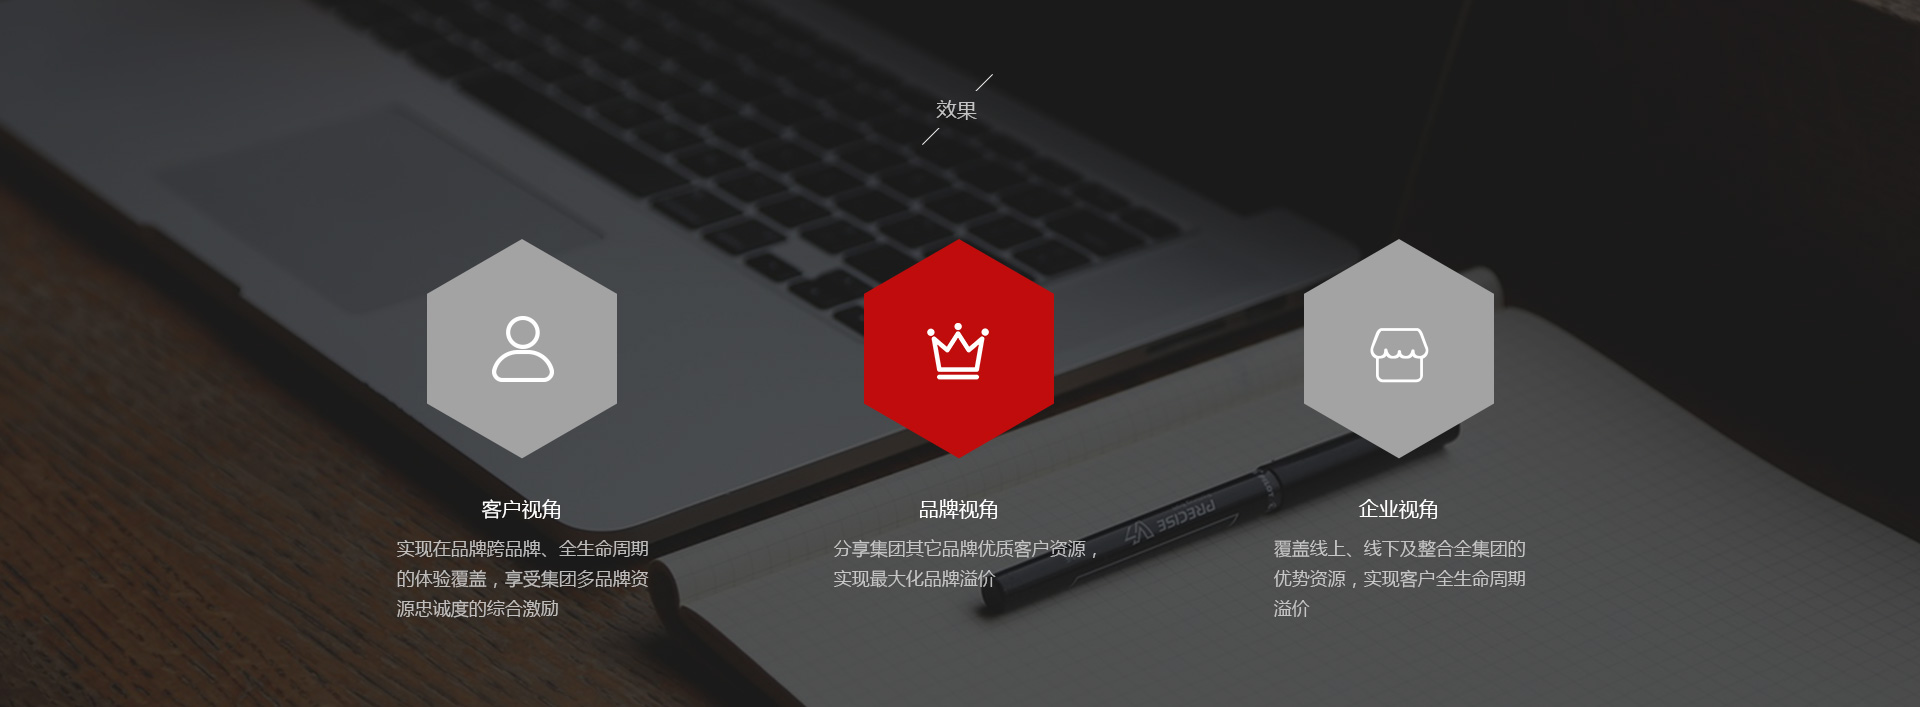 效果
客户视角
实现在品牌跨品牌、全生命周期
的体验覆盖，享受集团多品牌资
源忠诚度的综合激励
品牌视角
分享集团其它品牌优质客户资源，
实现最大化品牌溢价
企业视角
覆盖线上、线下及整合全集团的
优势资源，实现客户全生命周期
溢价
PRECISE V7
PILOT